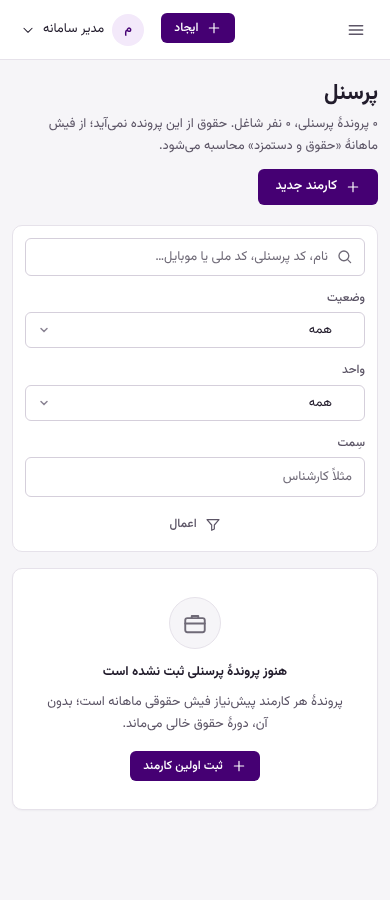 ایجاد
م
مدیر سامانه
پرسنل
۰ پروندهٔ پرسنلی، ۰ نفر شاغل. حقوق از این پرونده نمی‌آید؛ از فیش
ماهانهٔ «حقوق و دستمزد» محاسبه می‌شود.
کارمند جدید
نام، کد پرسنلی، کد ملی یا موبایل...
وضعیت
همه
واحد
همه
سِمت
مثلاً کارشناس
اعمال
هنوز پروندهٔ پرسنلی ثبت نشده است
پروندهٔ هر کارمند پیش‌نیاز فیش حقوقی ماهانه است؛ بدون
آن، دورهٔ حقوق خالی می‌ماند.
ثبت اولین کارمند